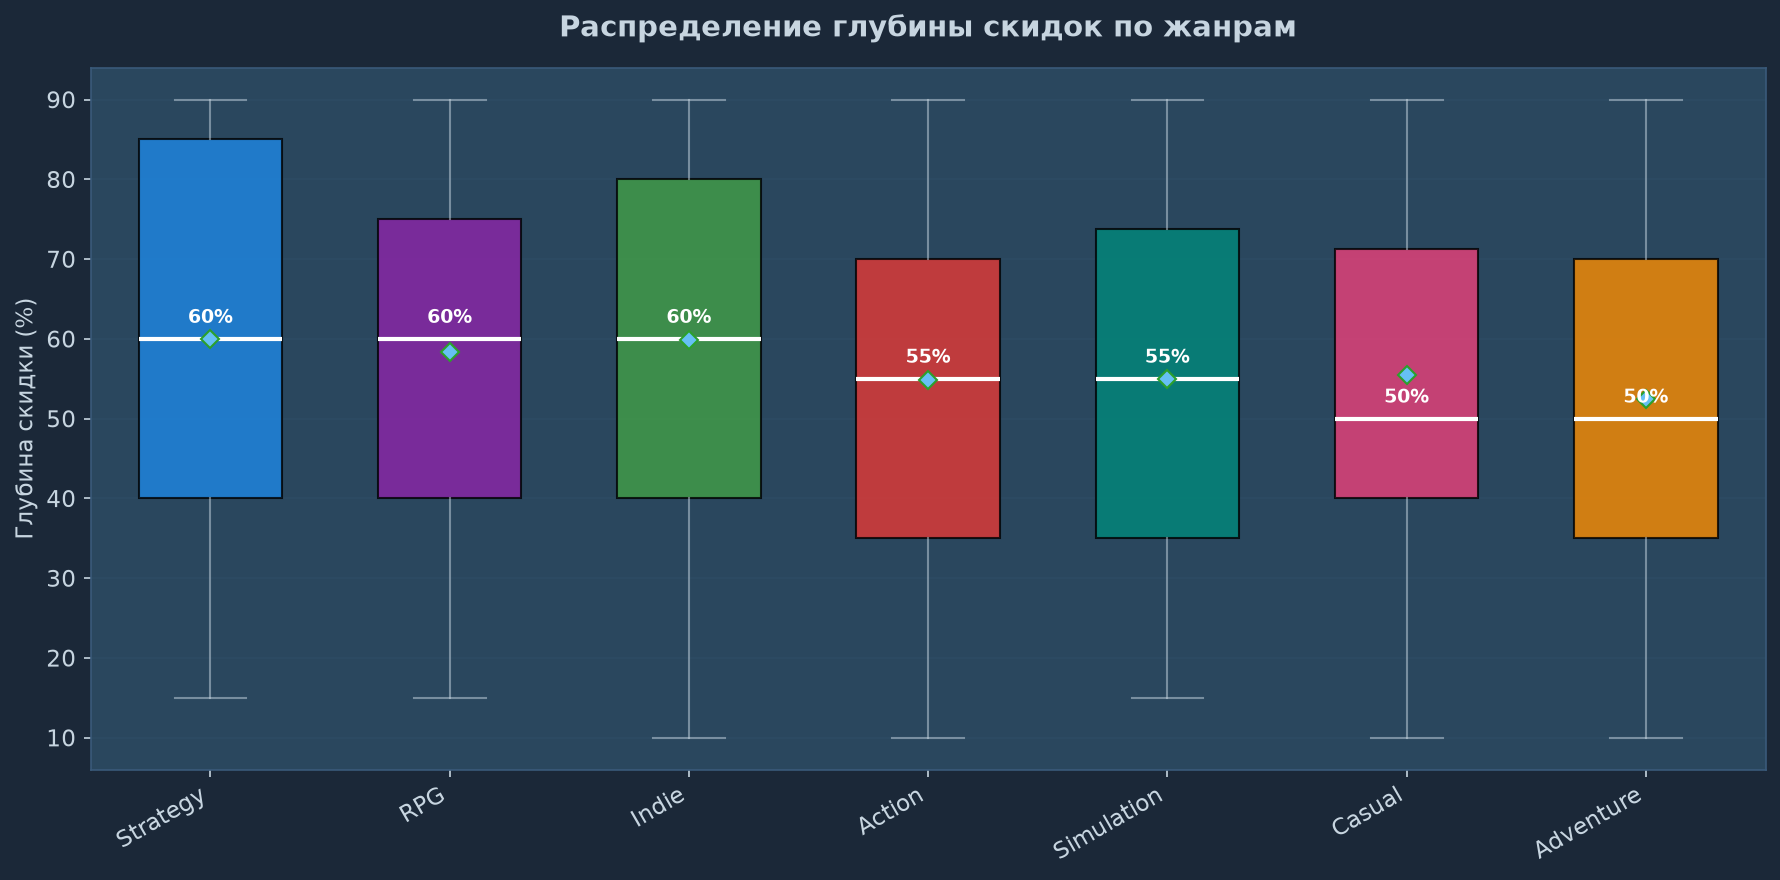 Распределение глубины скидок по жанрам
Глубина скидки (%)
90
80
70
60
50
40
30
20
10
60%
60%
60%
55%
55%
50%
50%
Strategy
RPG
Indie
Action
Simulation
Casual
Adventure